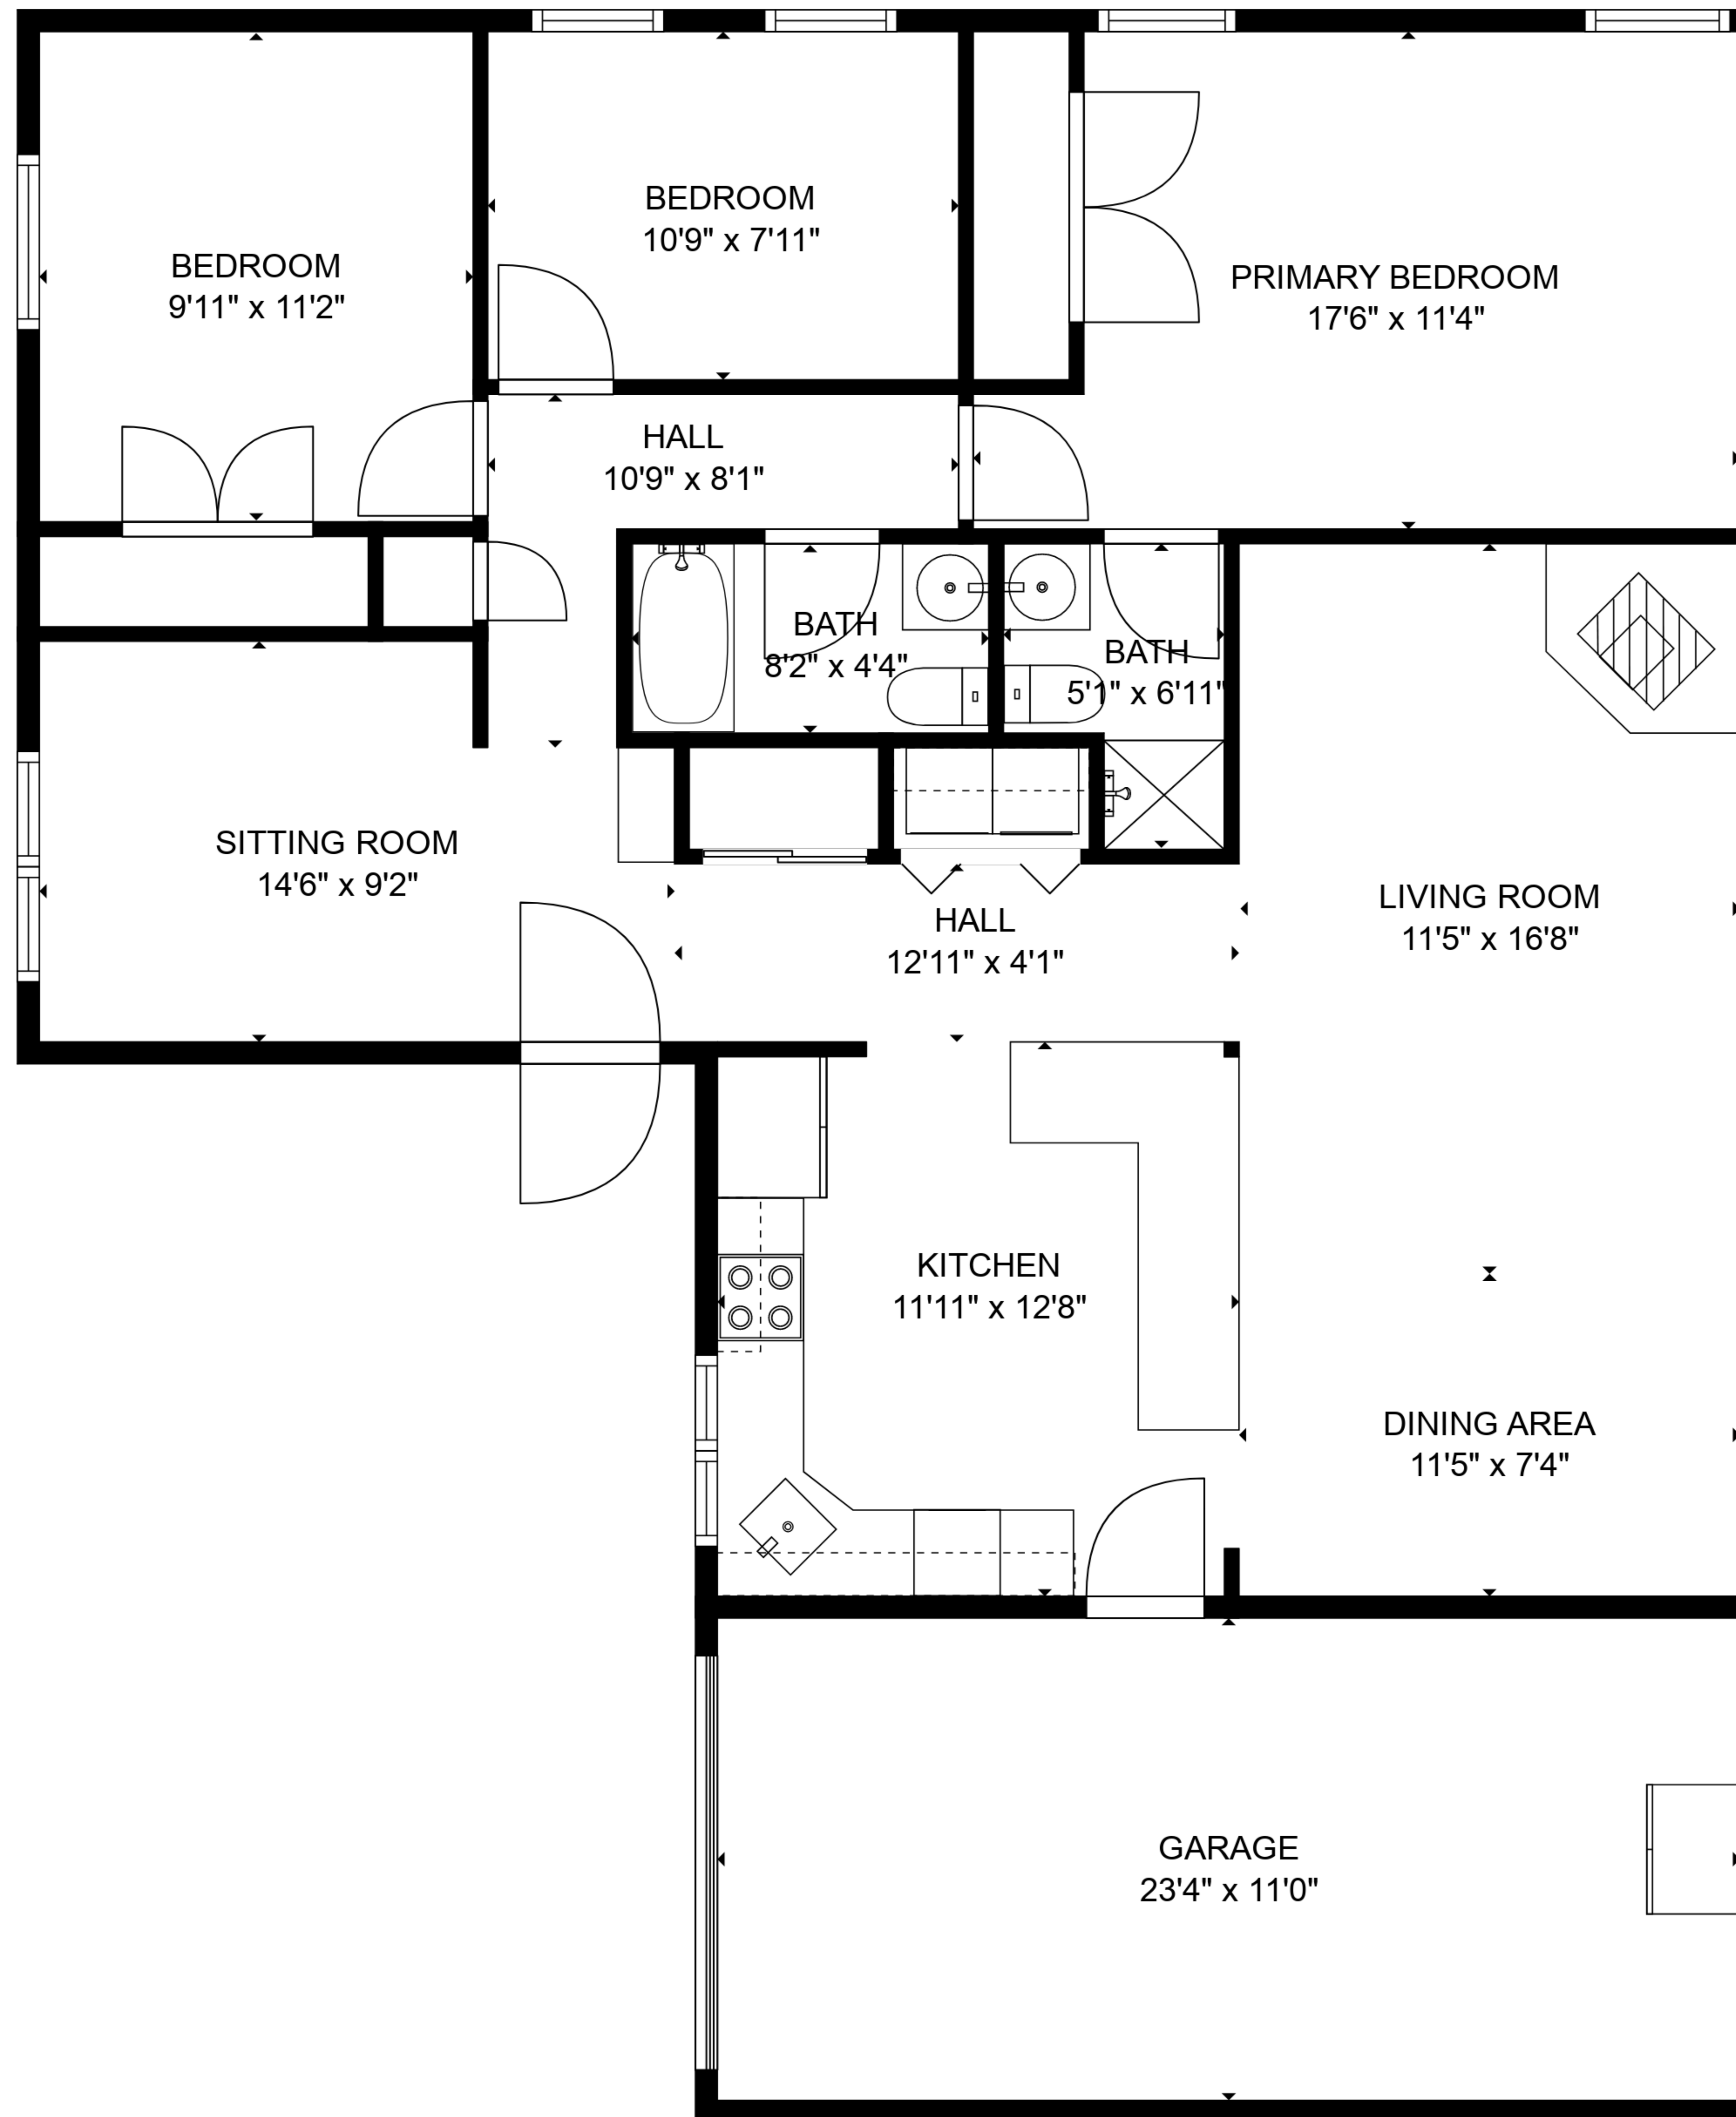 BEDROOM
10'9" x 7'11"
BEDROOM
9'11" x 11'2"
PRIMARY BEDROOM
17'6" x 11'4"
HALL
10'9" x 8'1"
BATH
8'2" x 4'4"
BATH
5'1" x 6'11"
SITTING ROOM
14'6" x 9'2"
HALL
12'11" x 4'1"
LIVING ROOM
11'5" x 16'8"
KITCHEN
11'11" x 12'8"
DINING AREA
11'5" x 7'4"
GARAGE
23'4" x 11'0"